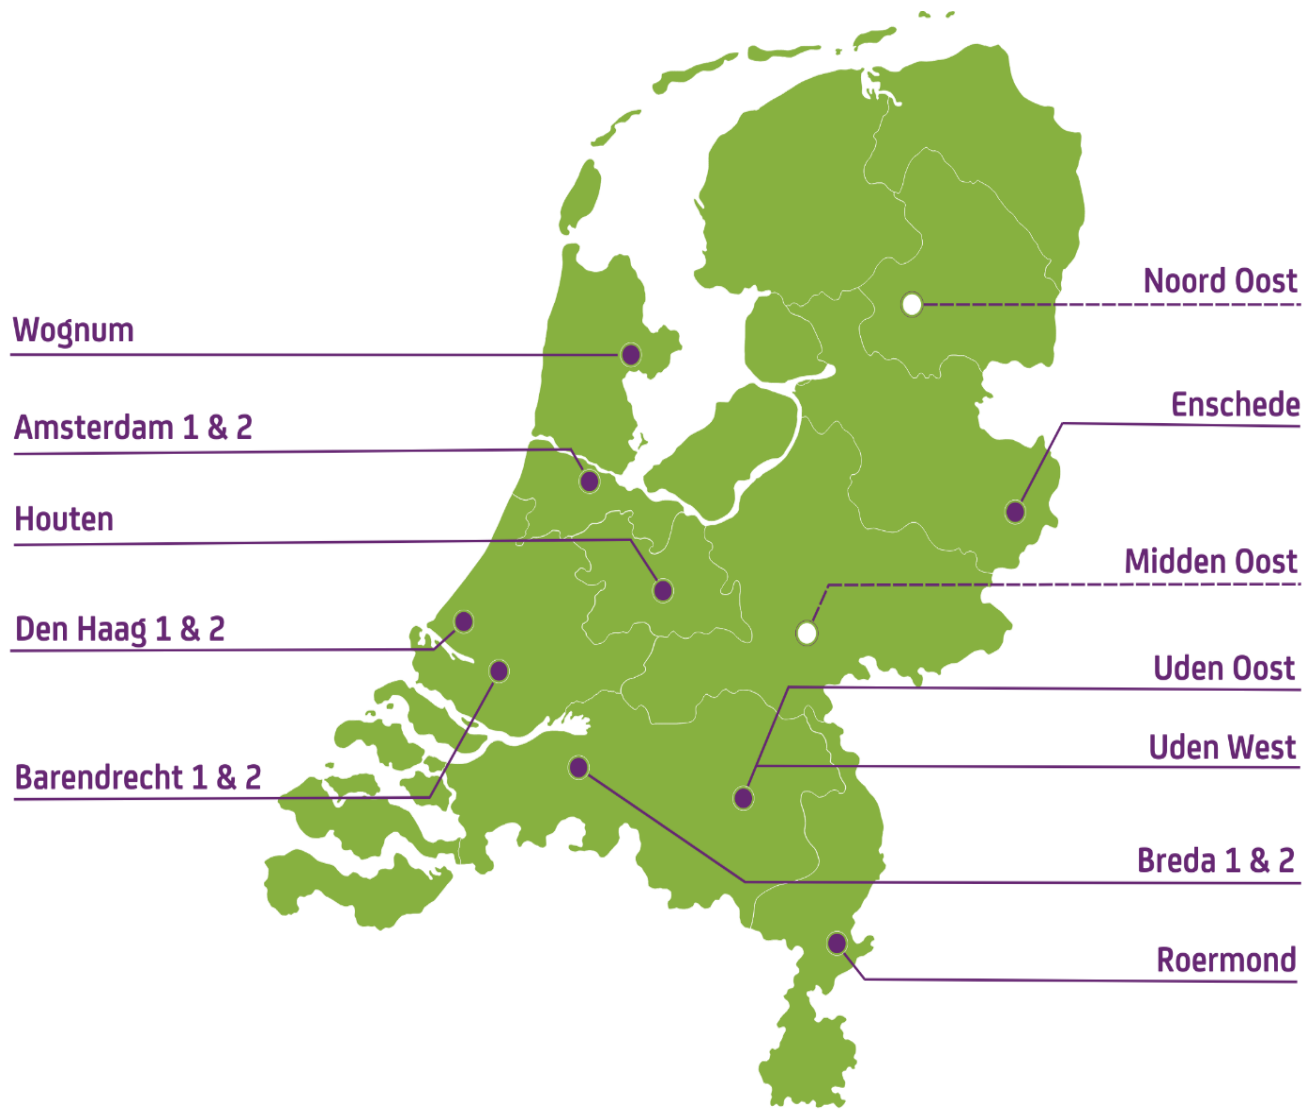 Wognum
Amsterdam 1 & 2
Houten
Den Haag 1 & 2
Barendrecht 1 & 2
Noord Oost
Enschede
Midden Oost
Uden Oost
Uden West
Breda 1 & 2
Roermond